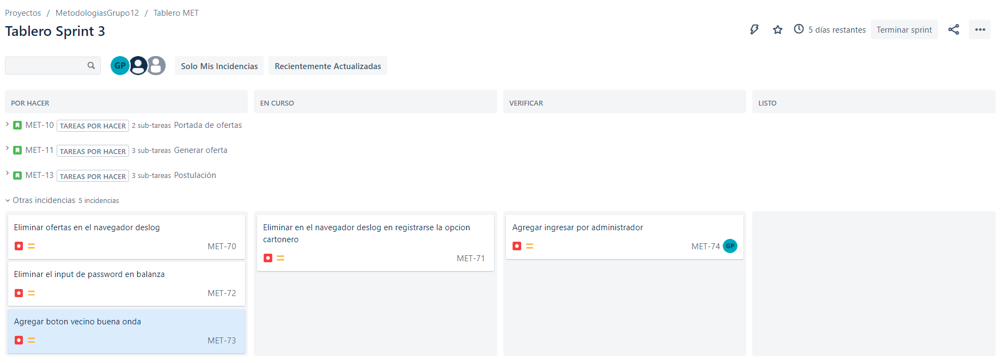 Proyectos / MetodologiasGrupo12 / Tablero MET
Tablero Sprint 3
5 días restantes
Terminar sprint
GP
Solo Mis Incidencias
Recientemente Actualizadas
POR HACER
EN CURSO
VERIFICAR
LISTO
MET-10 TAREAS POR HACER 2 sub-tareas Portada de ofertas
MET-11 TAREAS POR HACER 3 sub-tareas Generar oferta
MET-13 TAREAS POR HACER 3 sub-tareas Postulación
Otras incidencias 5 incidencias
Eliminar ofertas en el navegador deslog
MET-70
Eliminar el input de password en balanza
MET-72
Agregar boton vecino buena onda
MET-73
Eliminar en el navegador deslog en registrarse la opcion
cartonero
MET-71
Agregar ingresar por administrador
MET-74 GP